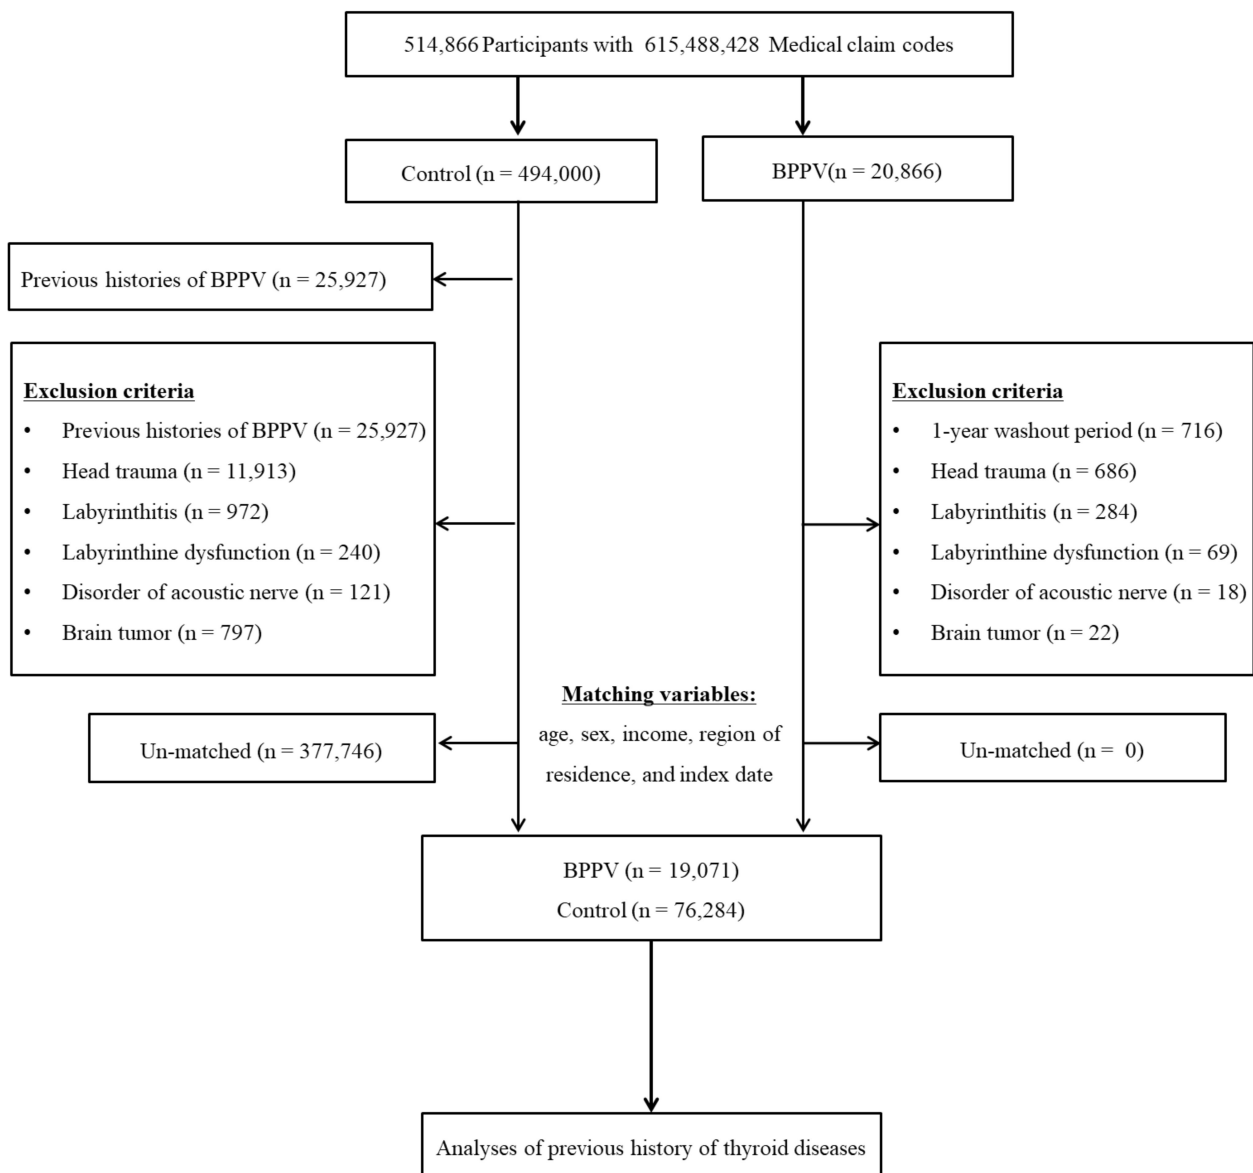 514,866 Participants with 615,488,428 Medical claim codes
Control (n = 494,000)
BPPV(n = 20,866)
Previous histories of BPPV (n = 25,927)
Exclusion criteria
• Previous histories of BPPV (n = 25,927)
• Head trauma (n = 11,913)
• Labyrinthitis (n = 972)
• Labyrinthine dysfunction (n = 240)
• Disorder of acoustic nerve (n = 121)
• Brain tumor (n = 797)
Exclusion criteria
• 1-year washout period (n = 716)
• Head trauma (n = 686)
• Labyrinthitis (n = 284)
• Labyrinthine dysfunction (n = 69)
• Disorder of acoustic nerve (n = 18)
• Brain tumor (n = 22)
Matching variables:
age, sex, income, region of
residence, and index date
Un-matched (n = 377,746)
Un-matched (n = 0)
BPPV (n = 19,071)
Control (n = 76,284)
Analyses of previous history of thyroid diseases